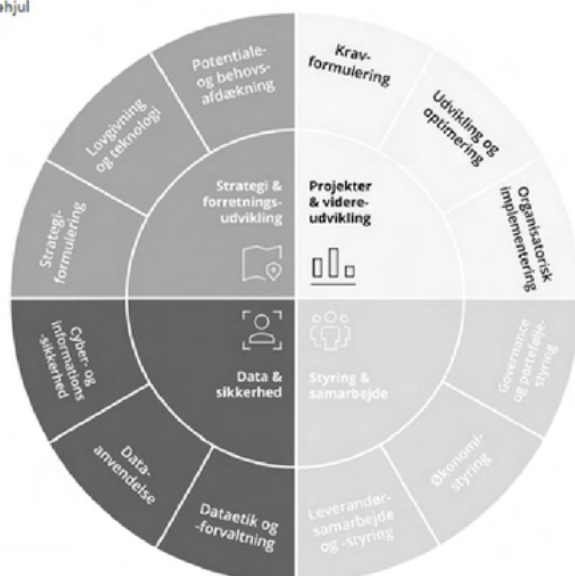 Potentiale-
og behovs-
afdækning
Krav-
formulering
Udvikling og
optimering
Organisatorisk
implementering
Governance
og portefølje-
styring
Økonomi-
styring
Leverandør-
samarbejde
og -styring
Dataetik og
-forvaltning
Data-
anvendelse
Cyber- og
informations
-sikkerhed
Strategi-
formulering
Lovgivning
og teknologi
Strategi &
forretnings-
udvikling
Projekter
& videre-
udvikling
Data &
sikkerhed
Styring &
samarbejde